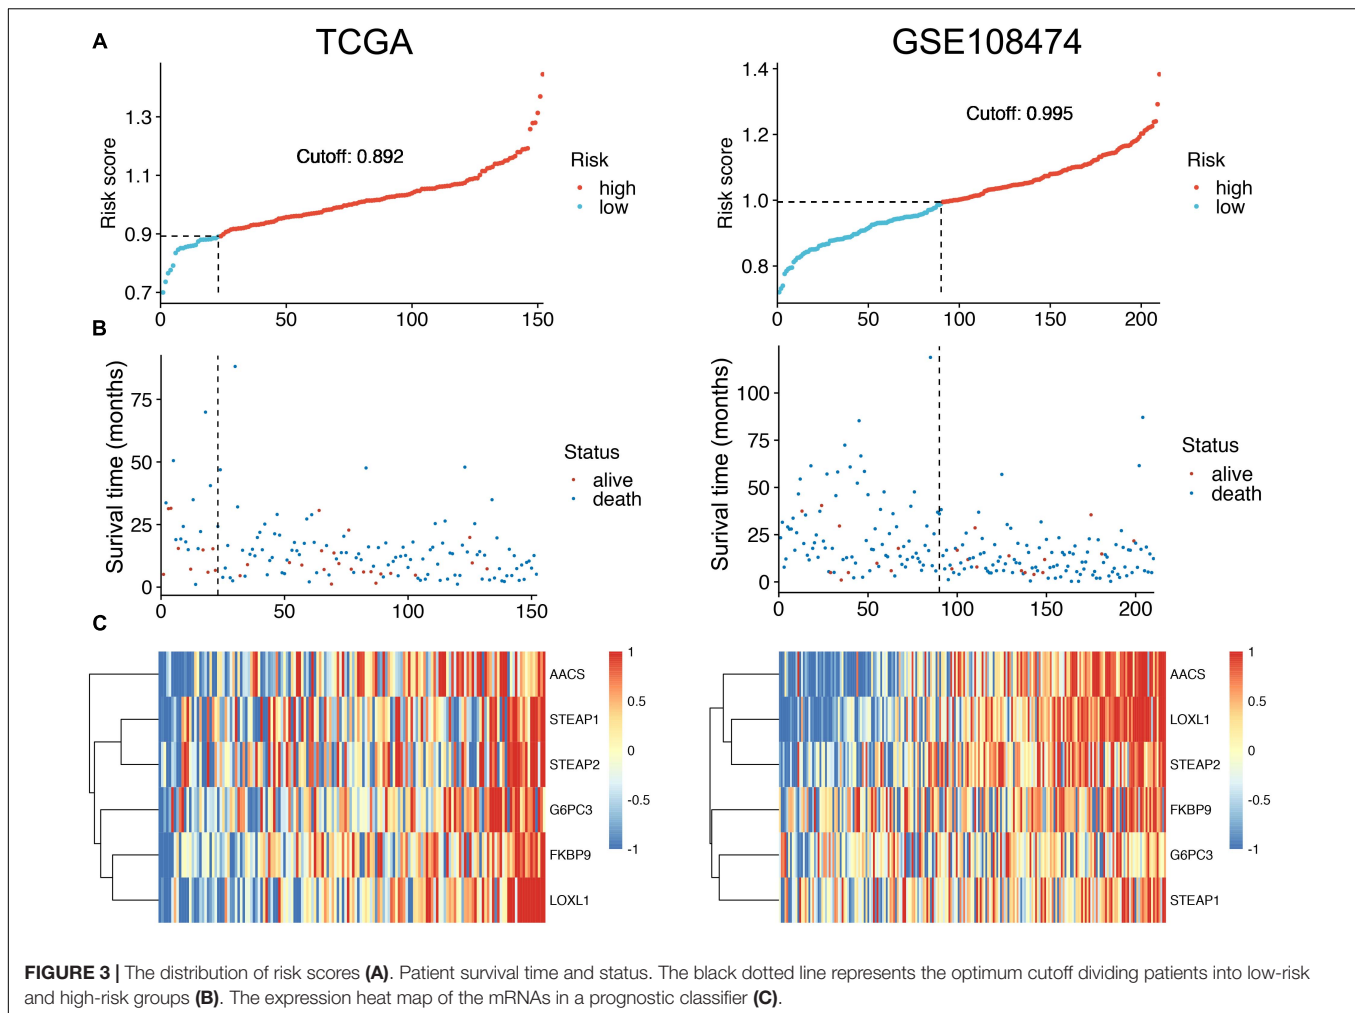 A
TCGA
GSE108474
Risk score
1.3
1.1
0.9
0.7
Cutoff: 0.892
Risk
high
low
0
50
100
150
Risk score
1.4
1.2
1.0
0.8
Cutoff: 0.995
Risk
high
low
0
50
100
150
200
B
Surival time (months)
75
50
25
0
Status
alive
death
0
50
100
150
Surival time (months)
100
75
50
25
0
Status
alive
death
0
50
100
150
200
C
AACS
STEAP1
STEAP2
G6PC3
FKBP9
LOXL1
1
0.5
0
-0.5
-1
AACS
LOXL1
STEAP2
FKBP9
G6PC3
STEAP1
1
0.5
0
-0.5
-1
FIGURE 3 | The distribution of risk scores (A). Patient survival time and status. The black dotted line represents the optimum cutoff dividing patients into low-risk
and high-risk groups (B). The expression heat map of the mRNAs in a prognostic classifier (C).